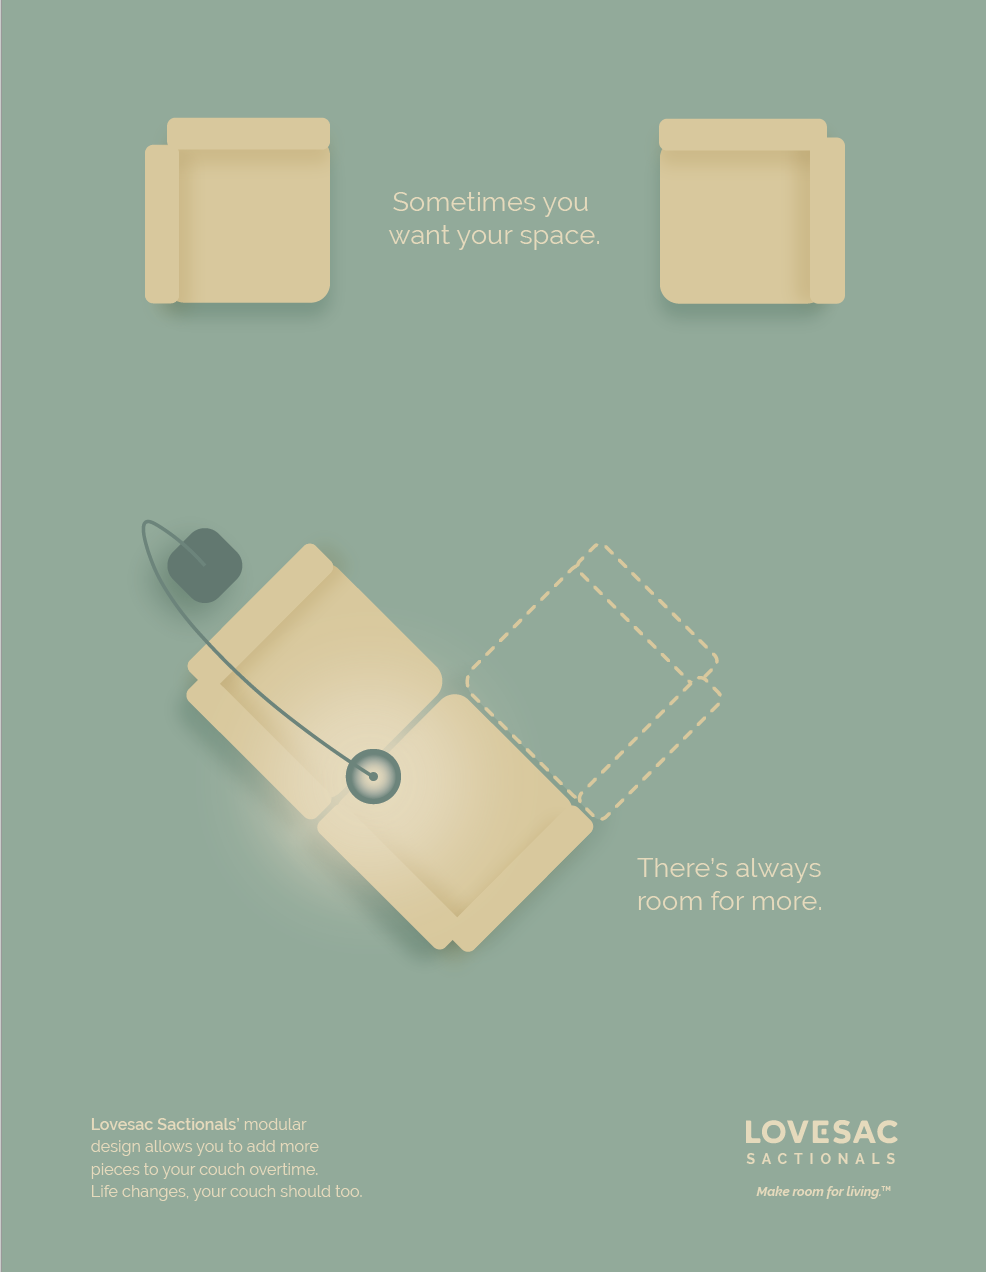 Sometimes you
want your space.
There's always
room for more.
Lovesac Sactionals' modular
design allows you to add more
pieces to your couch overtime.
Life changes, your couch should too.
LOVESAC
SACTIONALS
Make room for living.™